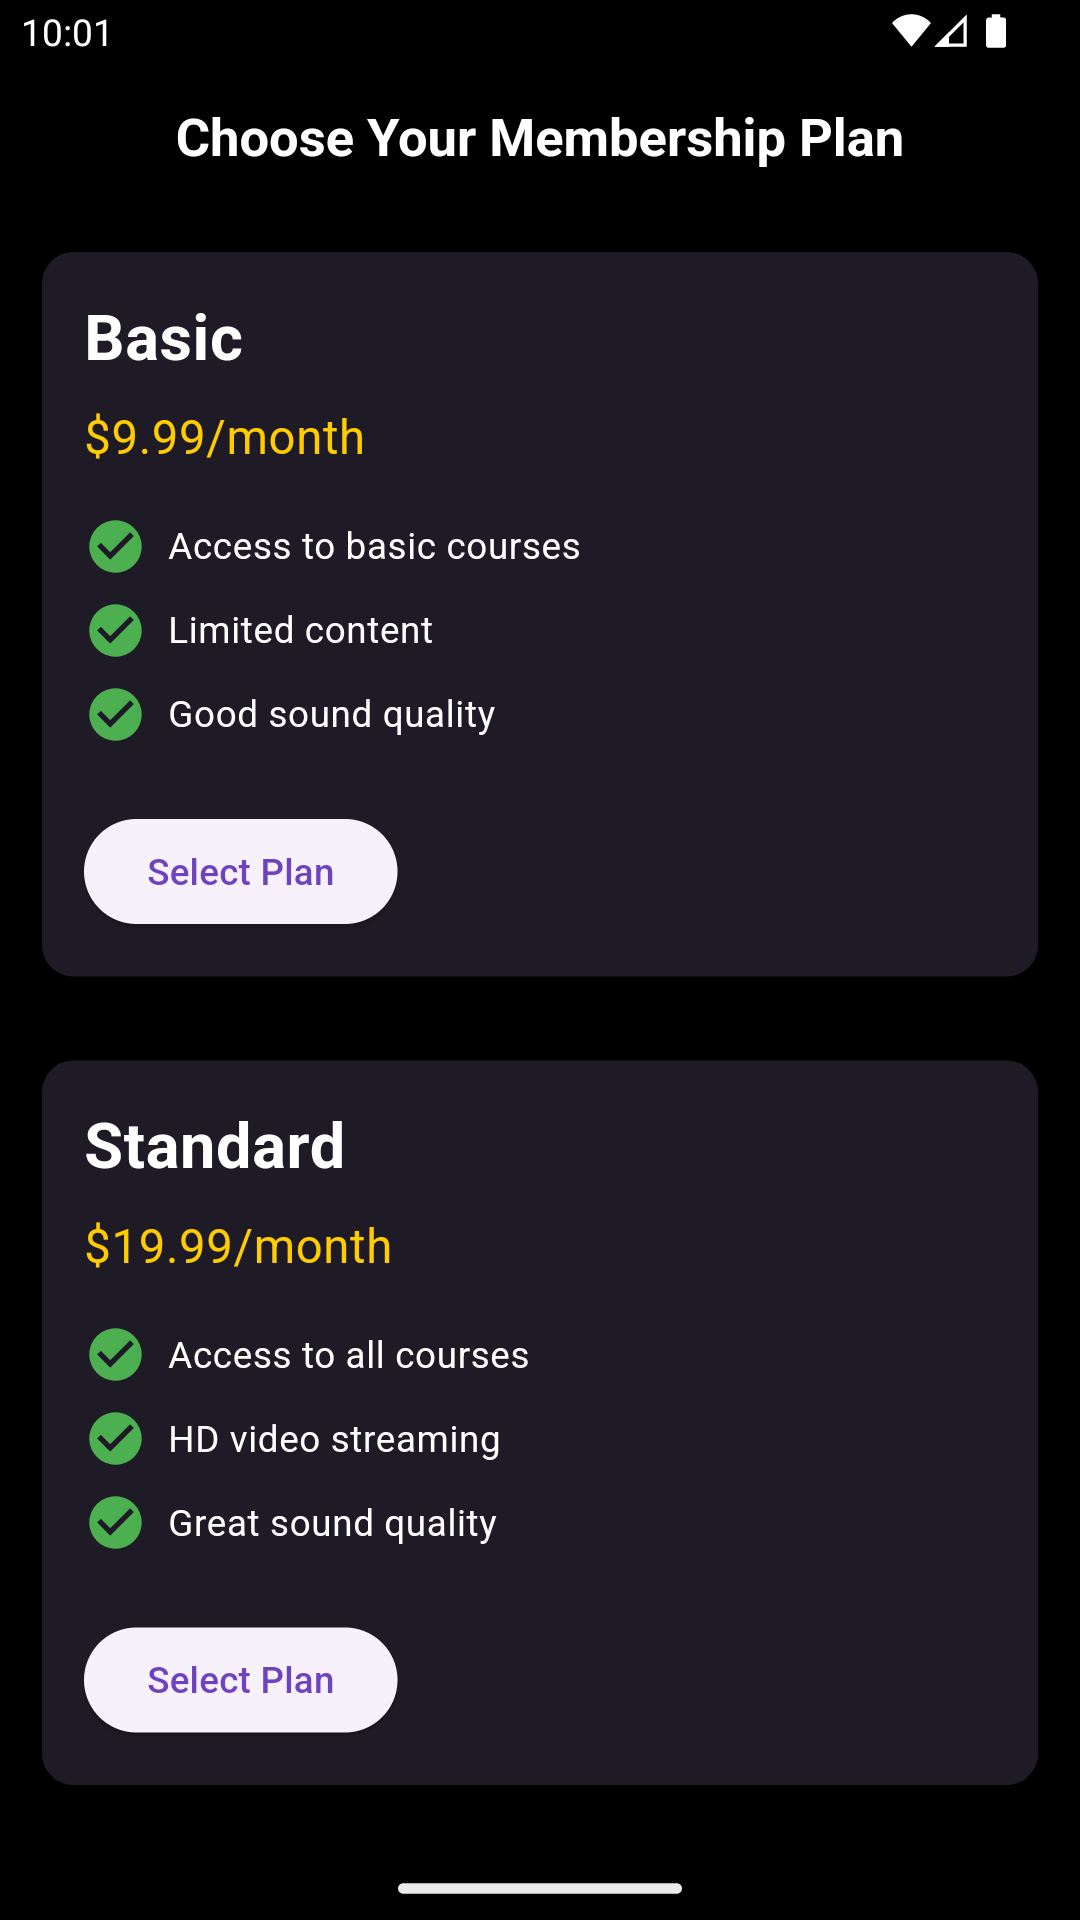 10:01
Choose Your Membership Plan
Basic
$9.99/month
Access to basic courses
Limited content
Good sound quality
Select Plan
Standard
$19.99/month
Access to all courses
HD video streaming
Great sound quality
Select Plan